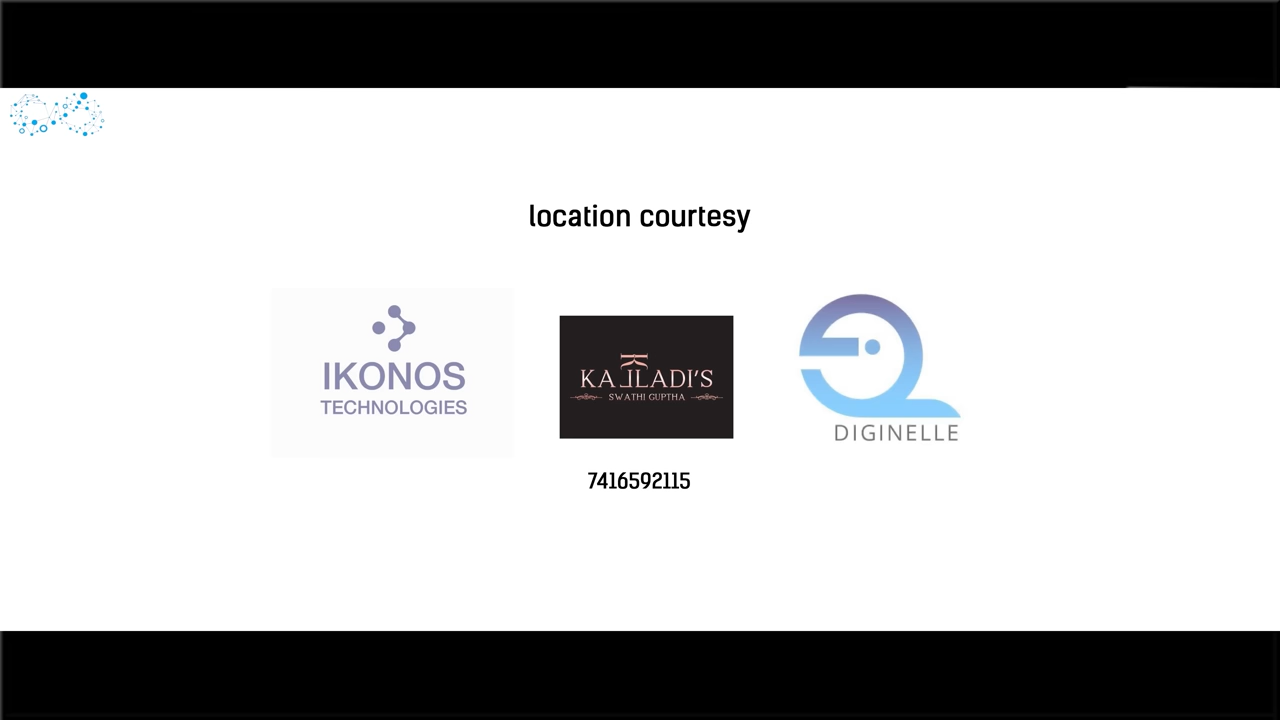 location courtesy
IKONOS
TECHNOLOGIES
KALLADI'S
SWATHI GUPTHA
DIGINELLE
7416592115